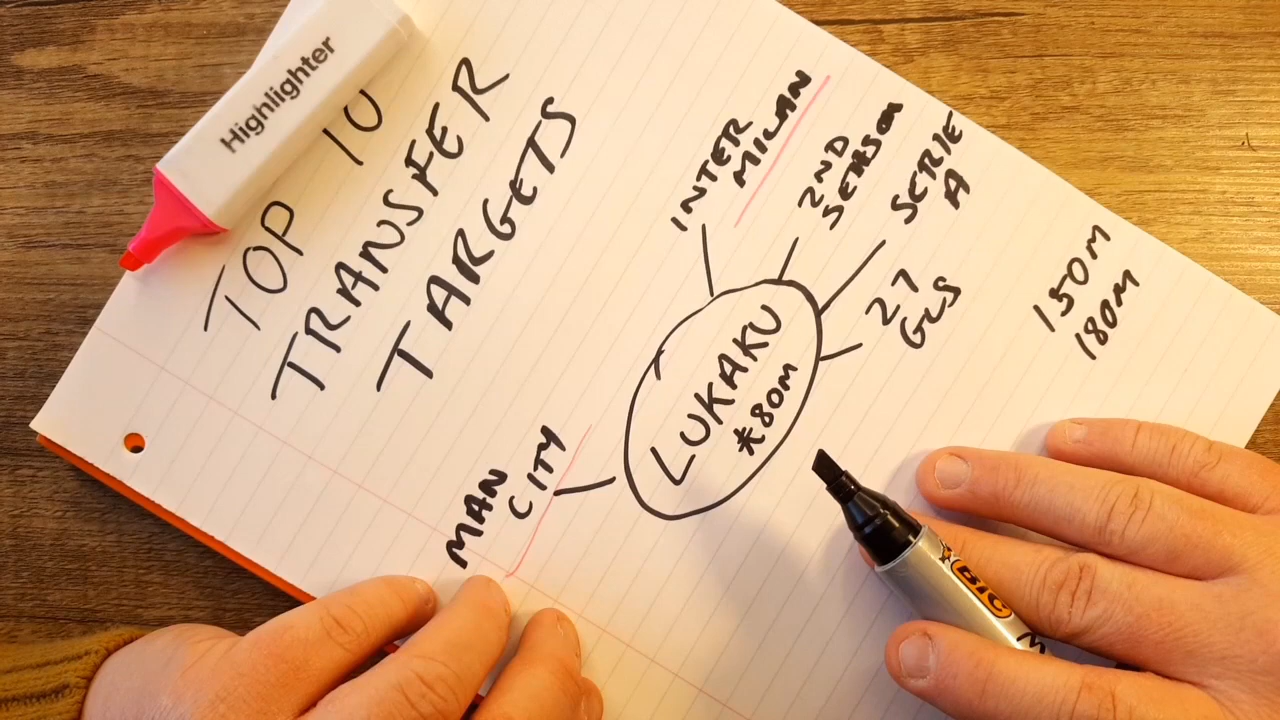 Highlighter
TOP 10
TRANSFER
TARGETS
INTER
MILAN
2ND
SEASON
SERIE
A
27
GLS
150M
180M
LUKAKU
*80M
MAN
CITY
BIC